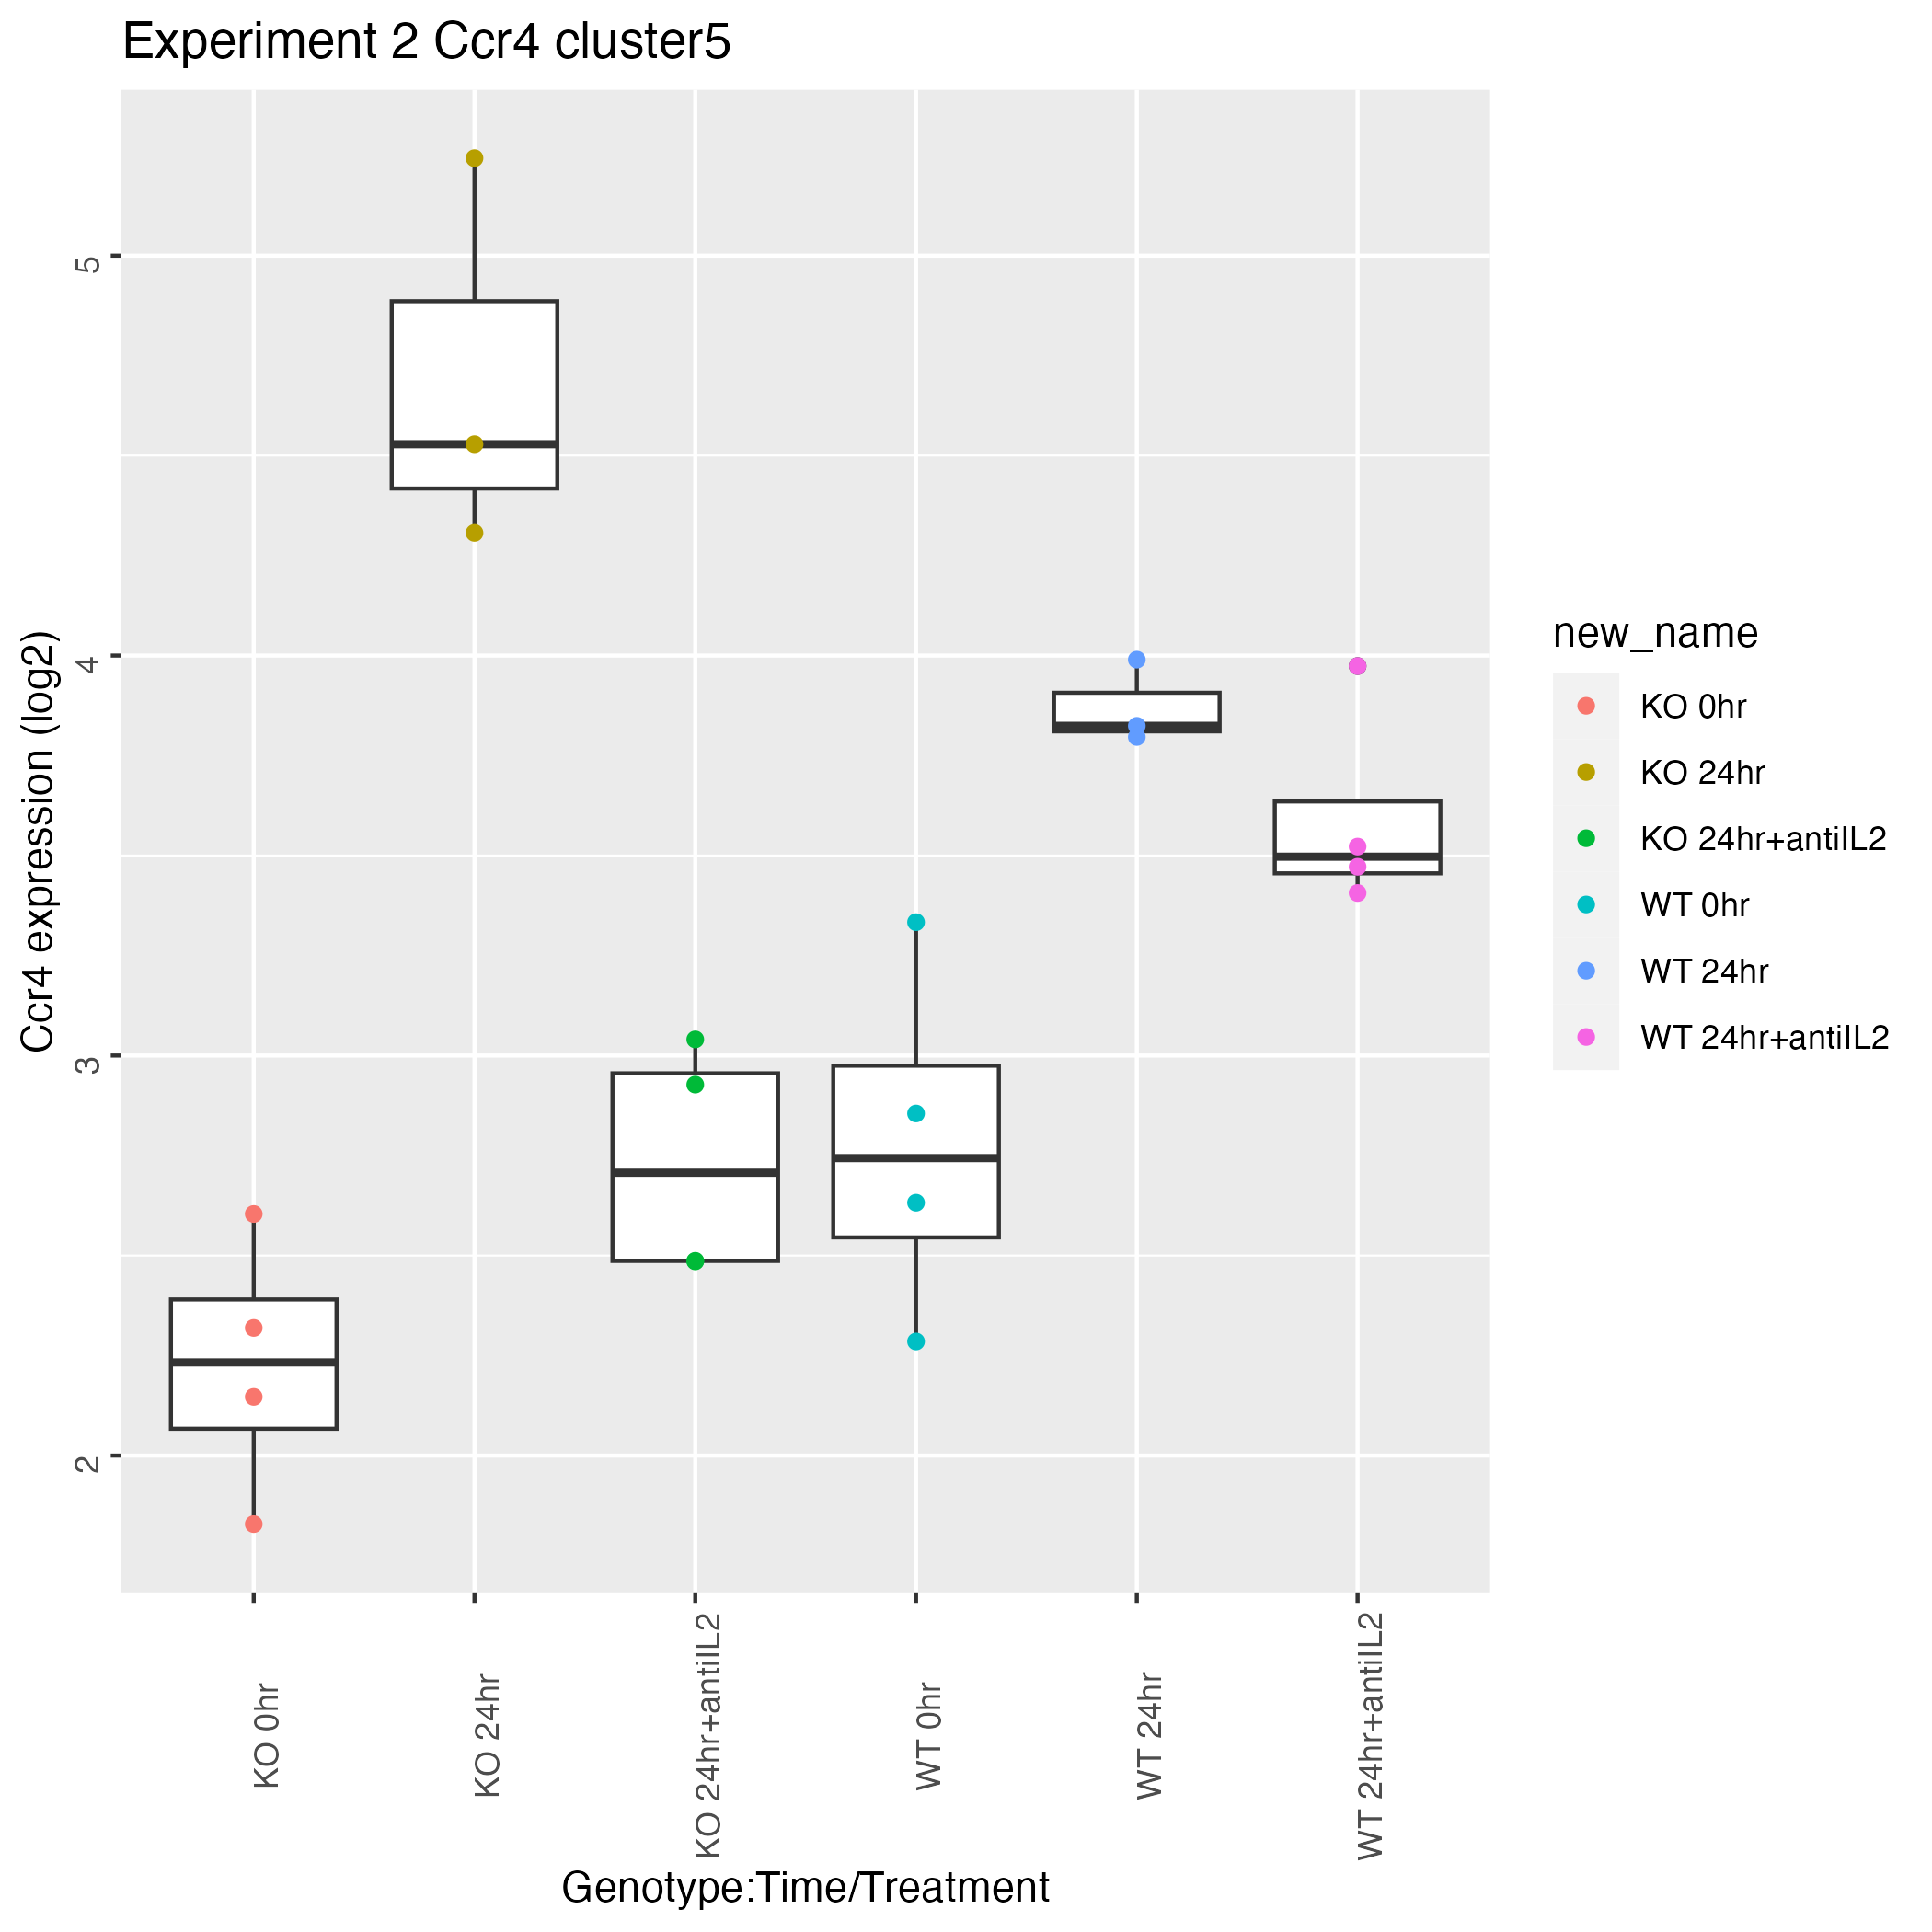 Experiment 2 Ccr4 cluster5
Ccr4 expression (log2)
5
4
3
2
KO 0hr
KO 24hr
KO 24hr+antiIL2
WT 0hr
WT 24hr
WT 24hr+antiIL2
Genotype:Time/Treatment
new_name
KO 0hr
KO 24hr
KO 24hr+antiIL2
WT 0hr
WT 24hr
WT 24hr+antiIL2